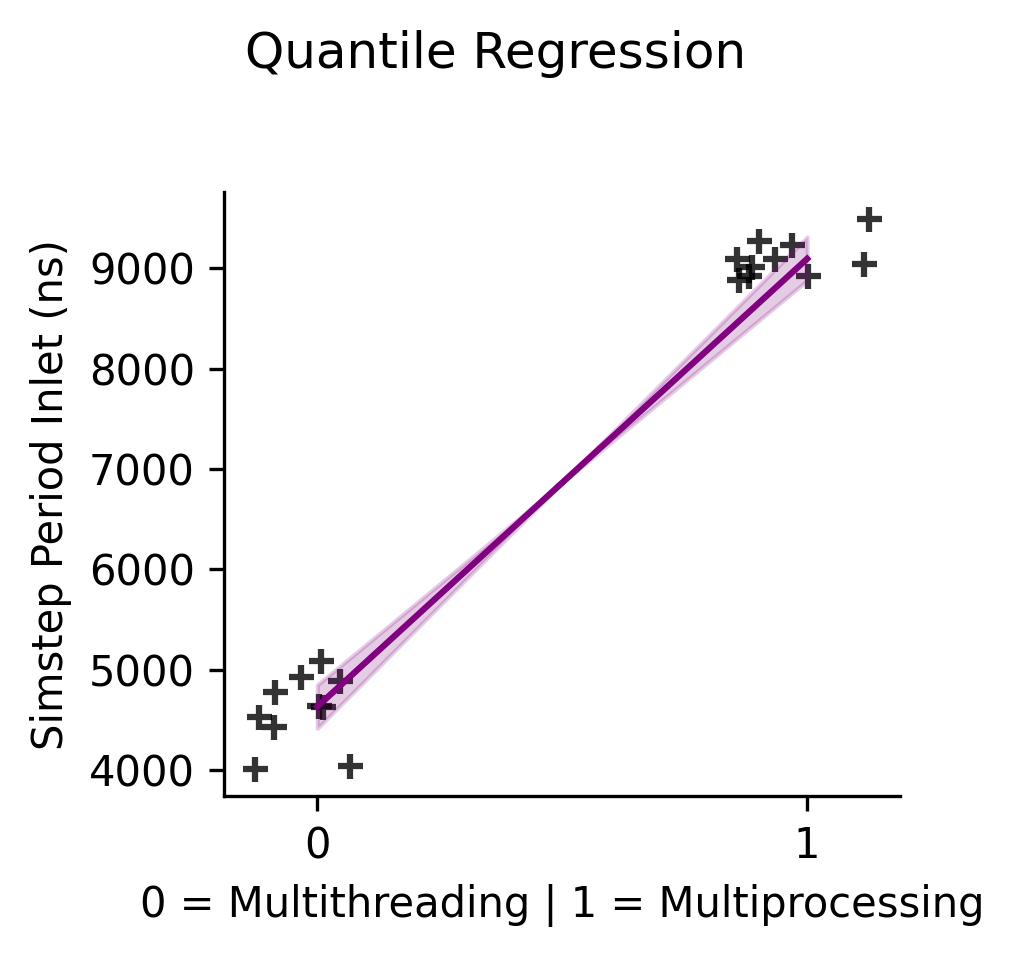 Quantile Regression
Simstep Period Inlet (ns)
9000
8000
7000
6000
5000
4000
0 1
0 = Multithreading | 1 = Multiprocessing